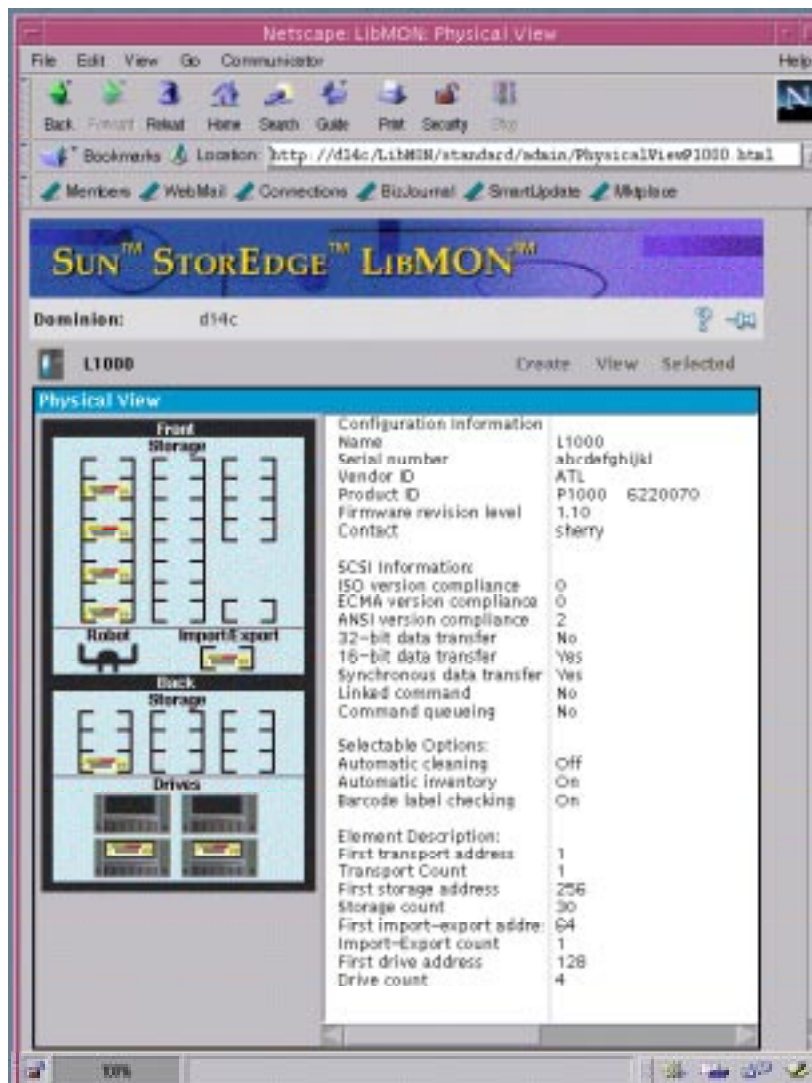 Netscape: LibMON: Physical View
File Edit View Go Communicator Help
Back Forward Reload Home Search Guide Print Security Stop
N
Bookmarks Location: http://d14c/LibMON/standard/admin/PhysicalViewP1000.html
Members WebMail Connections BizJournal SmartUpdate Mktplace
SUN™ STOREDGE™ LIBMON™
Dominion: d14c
L1000 Create View Selected
Physical View
Front
Storage
Robot Import/Export
Back
Storage
Drives
Configuration Information
Name L1000
Serial number abcdefghijkl
Vendor ID ATL
Product ID P1000 6220070
Firmware revision level 1.10
Contact sherry
SCSI Information:
ISO version compliance 0
ECMA version compliance 0
ANSI version compliance 2
32-bit data transfer No
16-bit data transfer Yes
Synchronous data transfer Yes
Linked command No
Command queueing No
Selectable Options:
Automatic cleaning Off
Automatic inventory On
Barcode label checking On
Element Description:
First transport address 1
Transport Count 1
First storage address 256
Storage count 30
First import-export addre: 64
Import-Export count 1
First drive address 128
Drive count 4
100%